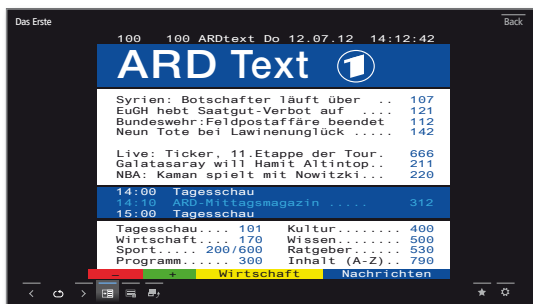 Das Erste Back
100 100 ARDtext Do 12.07.12 14:12:42
ARD Text 1
Syrien: Botschafter läuft über .. 107
EuGH hebt Saatgut-Verbot auf .... 121
Bundeswehr:Feldpostaffäre beendet 112
Neun Tote bei Lawinenunglück ..... 142
Live: Ticker, 11.Etappe der Tour. 666
Galatasaray will Hamit Altintop.. 211
NBA: Kaman spielt mit Nowitzki... 220
14:00 Tagesschau
14:10 ARD-Mittagsmagazin ..... 312
15:00 Tagesschau
Tagesschau.... 101 Kultur........ 400
Wirtschaft.... 170 Wissen........ 500
Sport..... 200/600 Ratgeber...... 530
Programm...... 300 Inhalt (A-Z).. 790
– + Wirtschaft Nachrichten